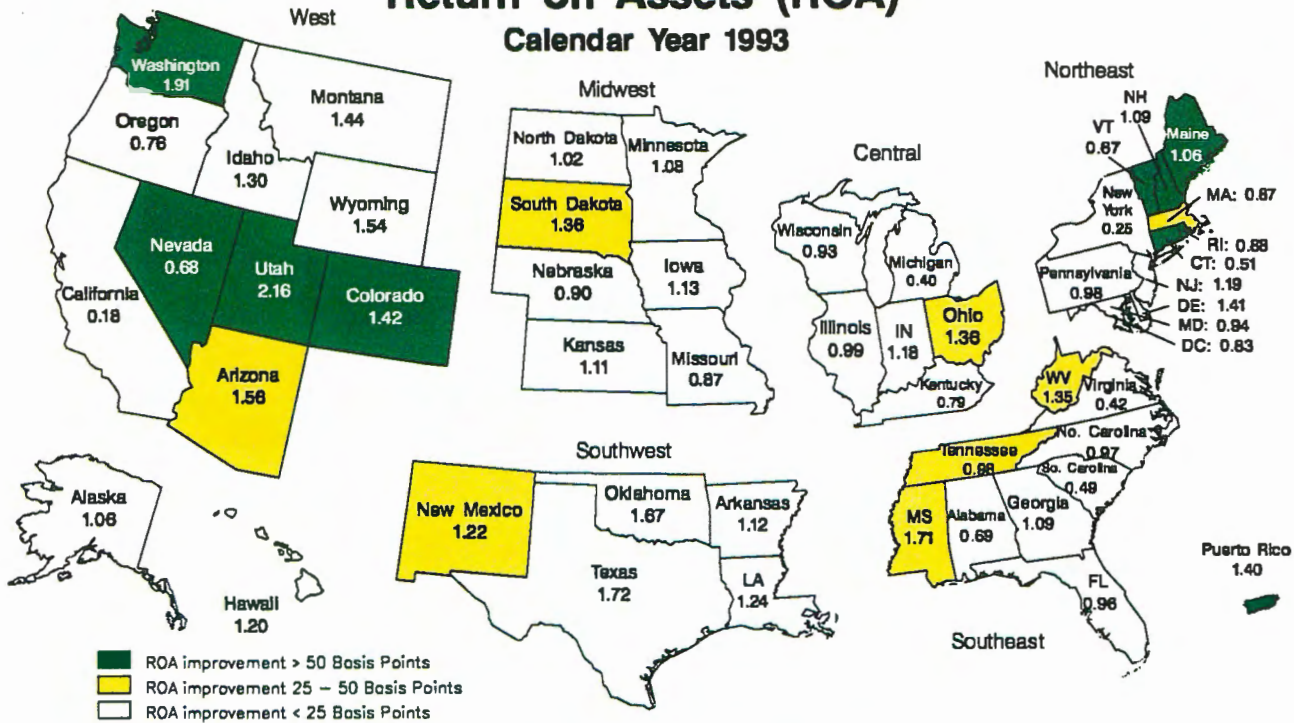 Return on Assets (ROA)
Calendar Year 1993
West
Washington
1.91
Oregon
0.76
Montana
1.44
Idaho
1.30
Wyoming
1.54
Nevada
0.68
Utah
2.16
Colorado
1.42
California
0.18
Arizona
1.56
Alaska
1.06
Hawaii
1.20
Midwest
North Dakota
1.02
Minnesota
1.08
South Dakota
1.36
Nebraska
0.90
Iowa
1.13
Kansas
1.11
Missouri
0.87
Central
Wisconsin
0.93
Michigan
0.40
Illinois
0.99
IN
1.18
Ohio
1.36
Kentucky
0.79
Northeast
NH
1.09
VT
0.67
Maine
1.06
New
York
0.25
MA: 0.87
RI: 0.88
CT: 0.51
NJ: 1.19
DE: 1.41
MD: 0.94
DC: 0.83
Pennsylvania
0.98
Southwest
New Mexico
1.22
Oklahoma
1.67
Arkansas
1.12
Texas
1.72
LA
1.24
WV
1.35
Virginia
0.42
No. Carolina
0.97
Tennessee
0.98
So. Carolina
0.49
MS
1.71
Alabama
0.69
Georgia
1.09
FL
0.96
Southeast
Puerto Rico
1.40
ROA improvement > 50 Basis Points
ROA improvement 25 – 50 Basis Points
ROA improvement < 25 Basis Points